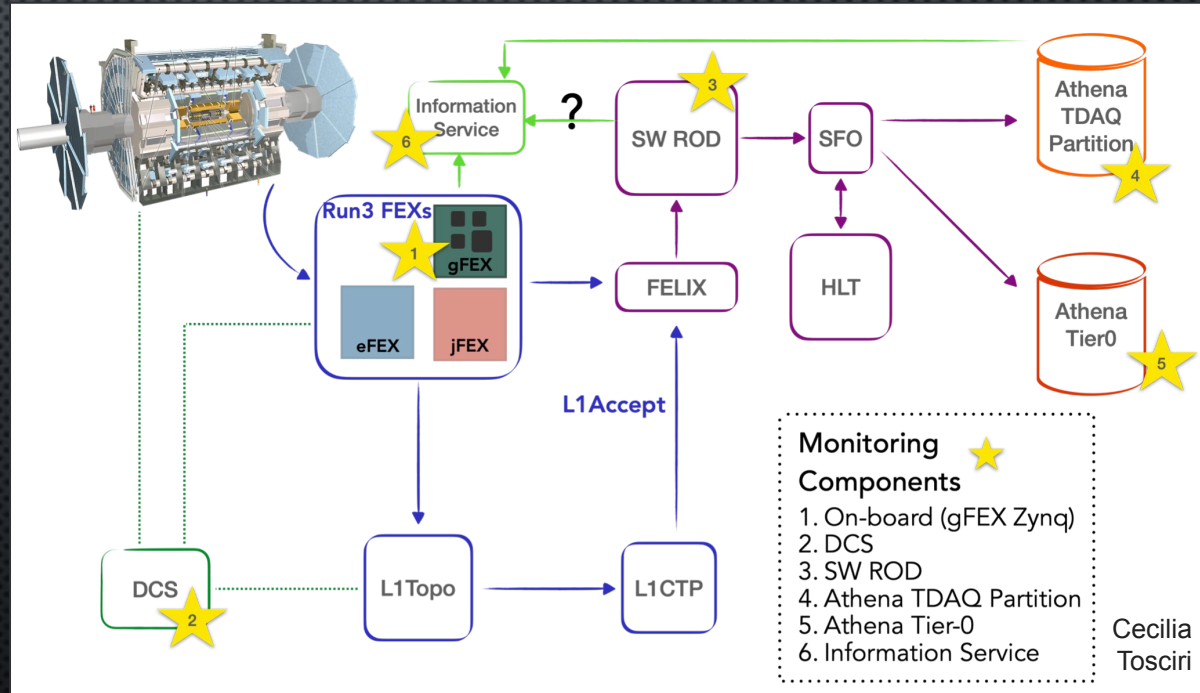 Information
Service
6
?
SW ROD
3
SFO
Athena
TDAQ
Partition
4
Run3 FEXs
1
gFEX
eFEX
jFEX
FELIX
HLT
Athena
Tier0
5
L1Accept
DCS
2
L1Topo
L1CTP
Monitoring
Components
1. On-board (gFEX Zynq)
2. DCS
3. SW ROD
4. Athena TDAQ Partition
5. Athena Tier-0
6. Information Service
Cecilia
Tosciri